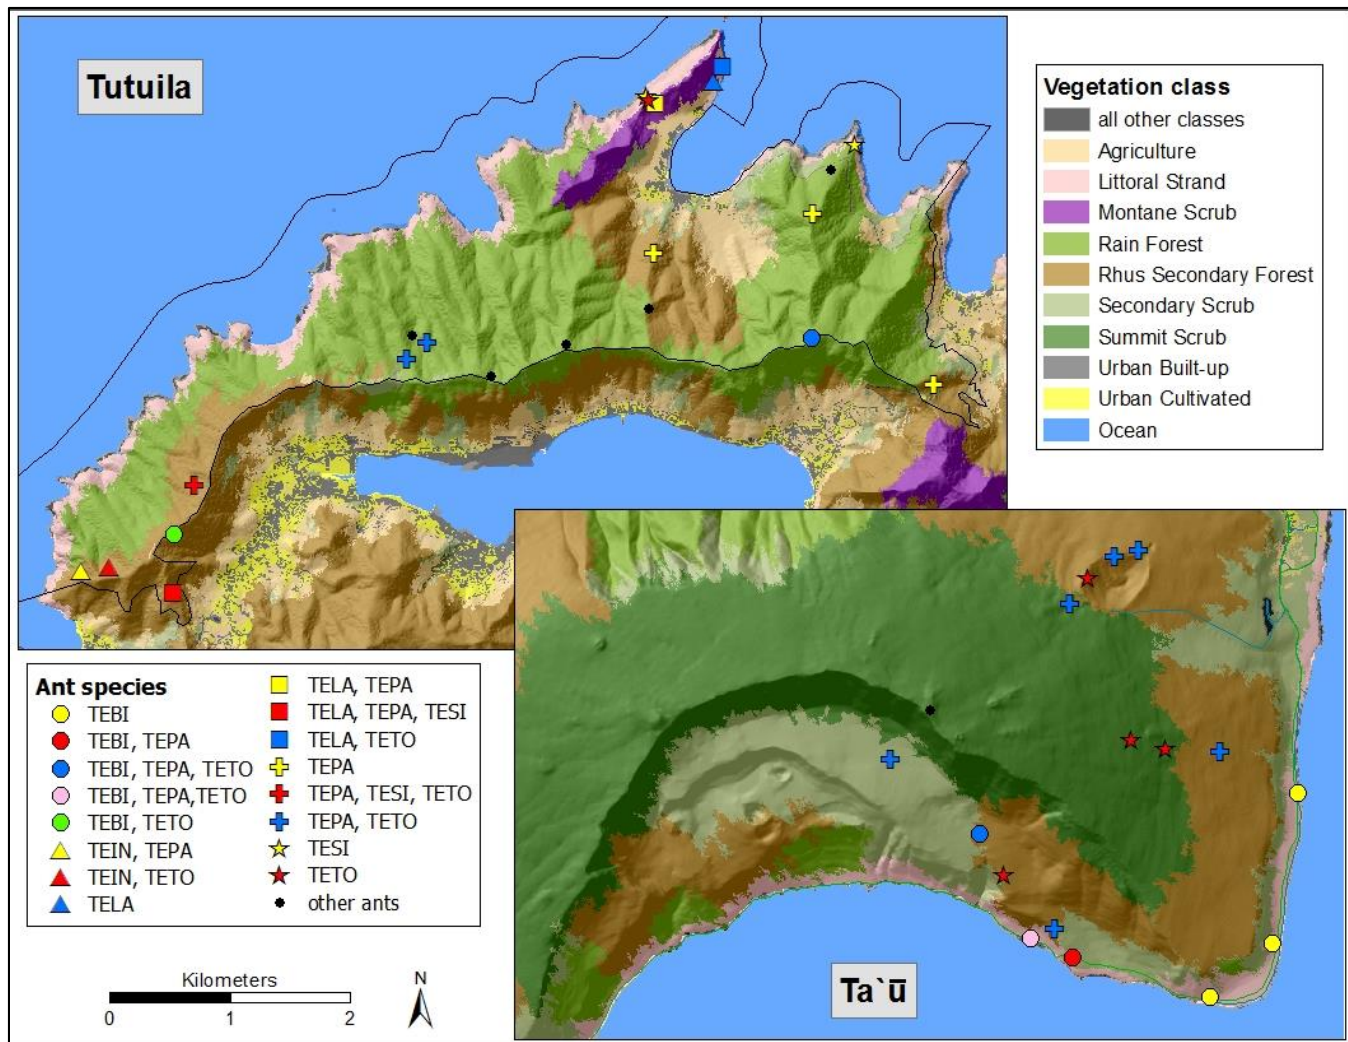 Tutuila
Vegetation class
all other classes
Agriculture
Littoral Strand
Montane Scrub
Rain Forest
Rhus Secondary Forest
Secondary Scrub
Summit Scrub
Urban Built-up
Urban Cultivated
Ocean
Ant species
TEBI
TEBI, TEPA
TEBI, TEPA, TETO
TEBI, TEPA,TETO
TEBI, TETO
TEIN, TEPA
TEIN, TETO
TELA
TELA, TEPA
TELA, TEPA, TESI
TELA, TETO
TEPA
TEPA, TESI, TETO
TEPA, TETO
TESI
TETO
other ants
Kilometers
0 1 2
N
Ta`ū